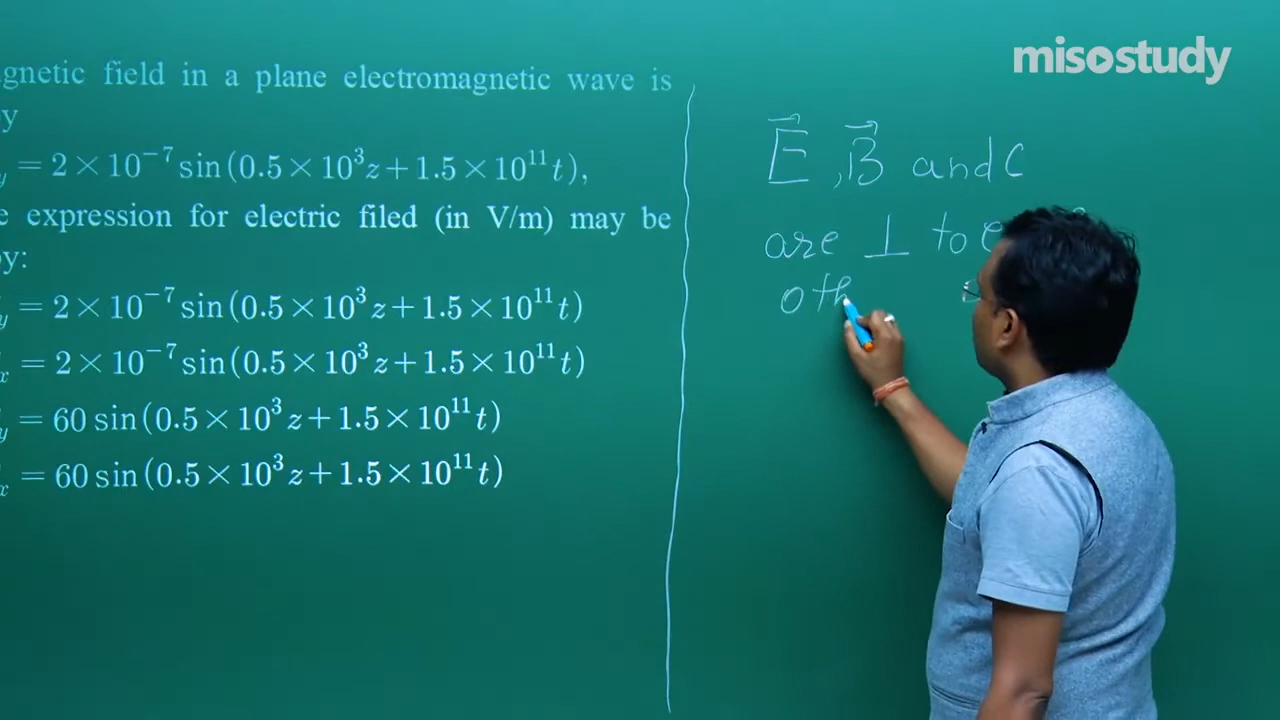 misostudy
gnetic field in a plane electromagnetic wave is
y
y = 2×10⁻⁷ sin(0.5×10³z+1.5×10¹¹t),
e expression for electric filed (in V/m) may be
y:
y = 2×10⁻⁷ sin(0.5×10³z+1.5×10¹¹t)
x = 2×10⁻⁷ sin(0.5×10³z+1.5×10¹¹t)
y = 60 sin(0.5×10³z+1.5×10¹¹t)
x = 60 sin(0.5×10³z+1.5×10¹¹t)
E⃗, B⃗ and C
are ⊥ to
oth